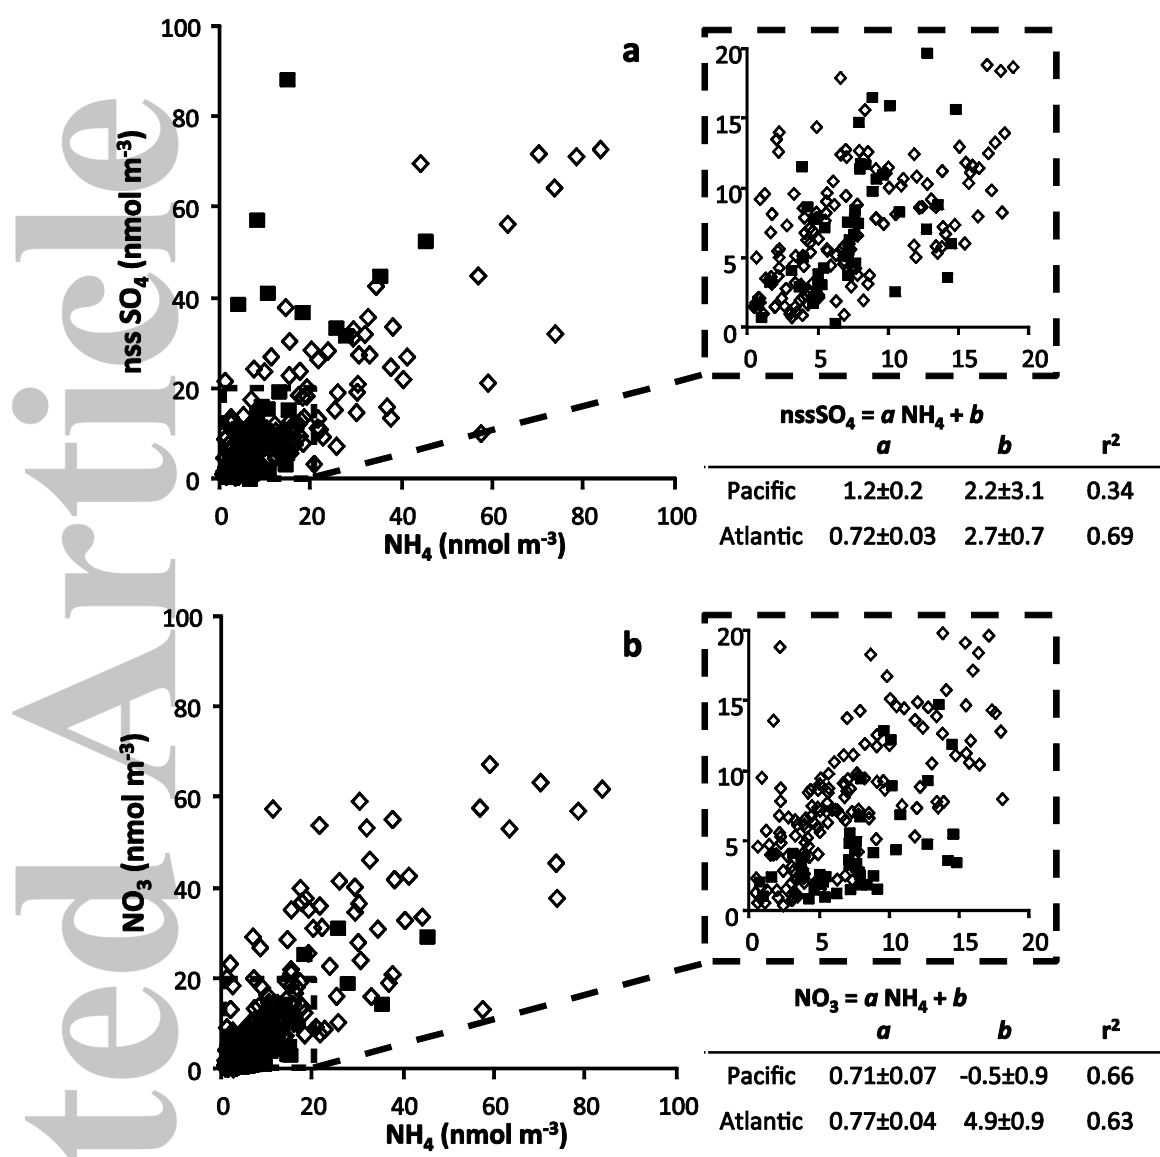 ted Article
a
nss SO4 (nmol m-3)
100
80
60
40
20
0
0 20 40 60 80 100
NH4 (nmol m-3)
20
15
10
5
0
0 5 10 15 20
nssSO4 = a NH4 + b
a b r2
Pacific 1.2±0.2 2.2±3.1 0.34
Atlantic 0.72±0.03 2.7±0.7 0.69
b
NO3 (nmol m-3)
100
80
60
40
20
0
0 20 40 60 80 100
NH4 (nmol m-3)
20
15
10
5
0
0 5 10 15 20
NO3 = a NH4 + b
a b r2
Pacific 0.71±0.07 -0.5±0.9 0.66
Atlantic 0.77±0.04 4.9±0.9 0.63